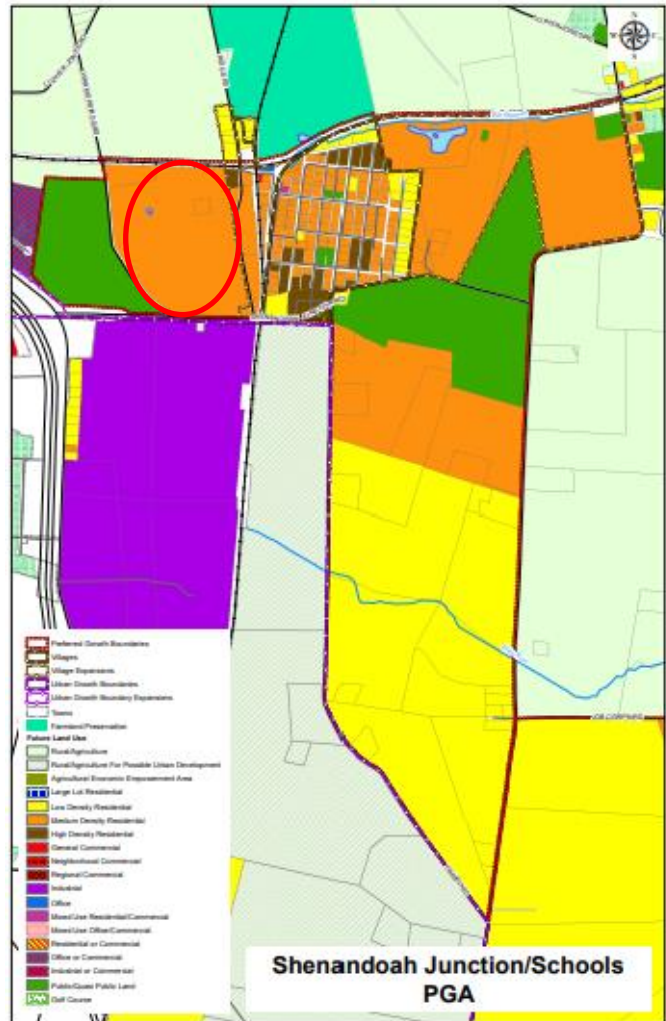 N
Preferred Growth Boundaries
Villages
Village Expansions
Urban Growth Boundaries
Urban Growth Boundary Expansions
Towns
Farmland Preservation
Future Land Use
Rural/Agriculture
Rural/Agriculture For Possible Urban Development
Agricultural Economic Empowerment Area
Large Lot Residential
Low Density Residential
Medium Density Residential
High Density Residential
General Commercial
Neighborhood Commercial
Regional Commercial
Industrial
Office
Mixed Use Residential/Commercial
Mixed Use Office/Commercial
Residential or Commercial
Office or Commercial
Industrial or Commercial
Public/Quasi Public Land
Golf Course
JOB CORPS RD
Shenandoah Junction/Schools
PGA